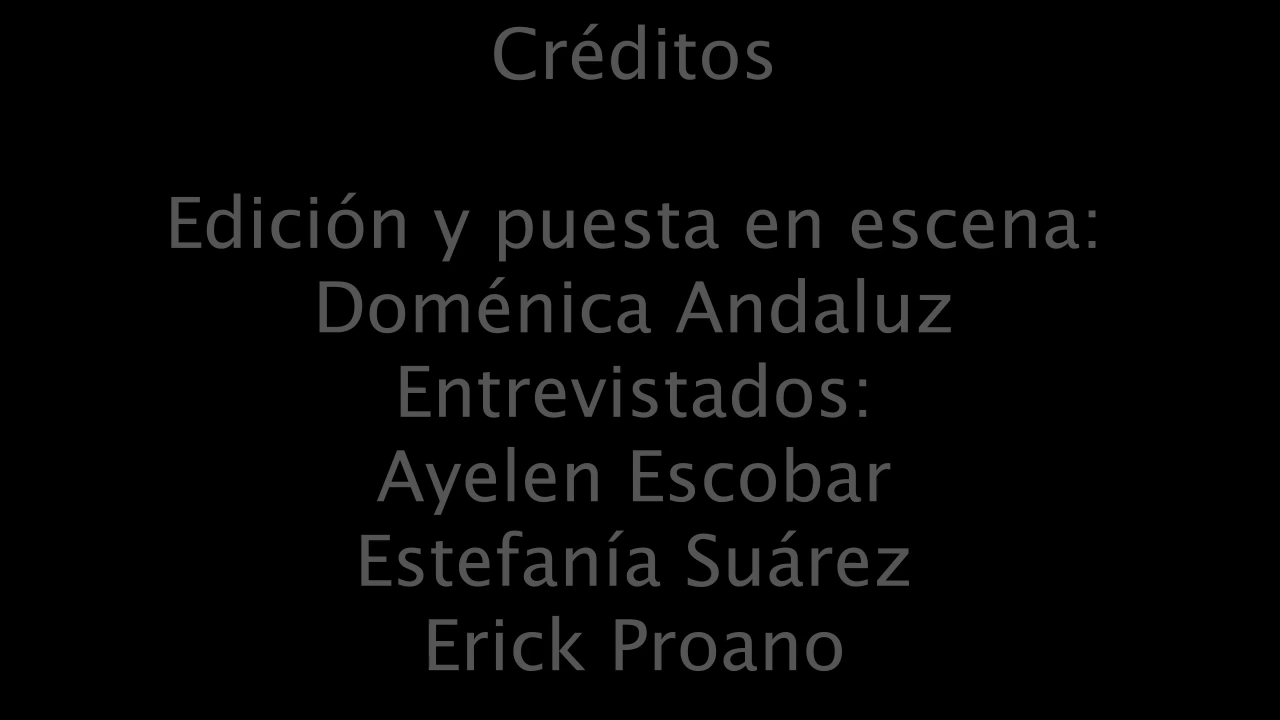 Créditos
Edición y puesta en escena:
Doménica Andaluz
Entrevistados:
Ayelen Escobar
Estefanía Suárez
Erick Proano